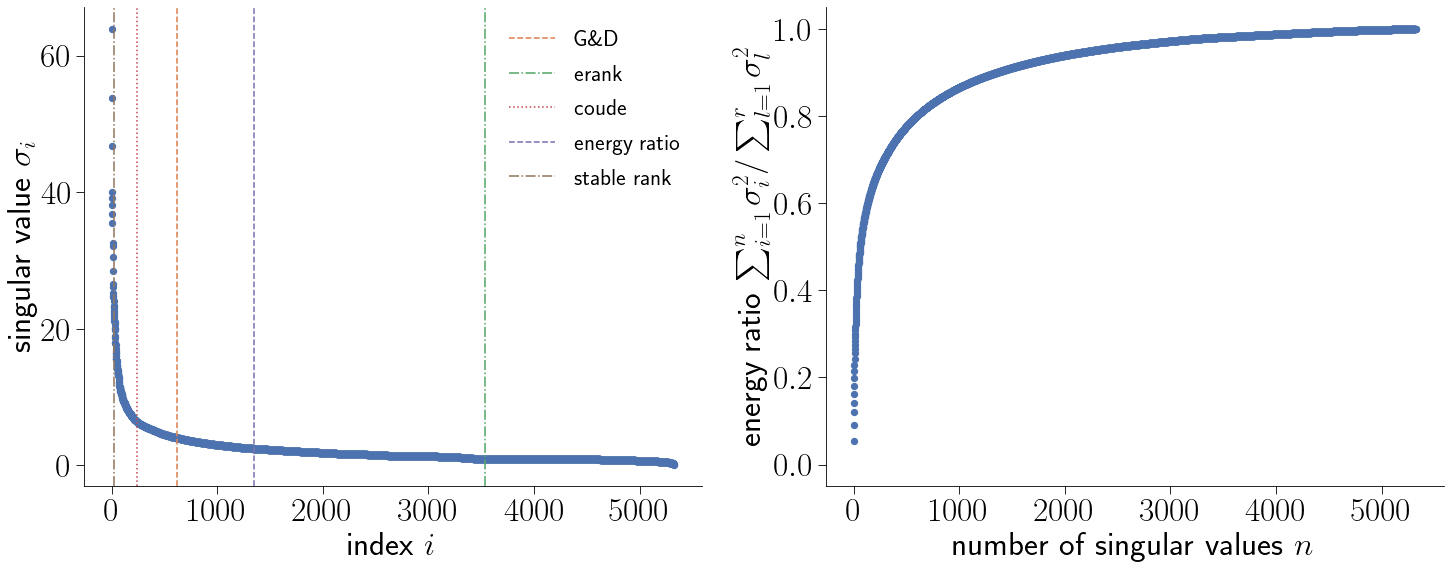 singular value σ_i
60
40
20
0
0 1000 2000 3000 4000 5000
index i
G&D
erank
coude
energy ratio
stable rank
energy ratio ∑_{i=1}^{n} σ_i^2 / ∑_{l=1}^{r} σ_l^2
1.0
0.8
0.6
0.4
0.2
0.0
0 1000 2000 3000 4000 5000
number of singular values n